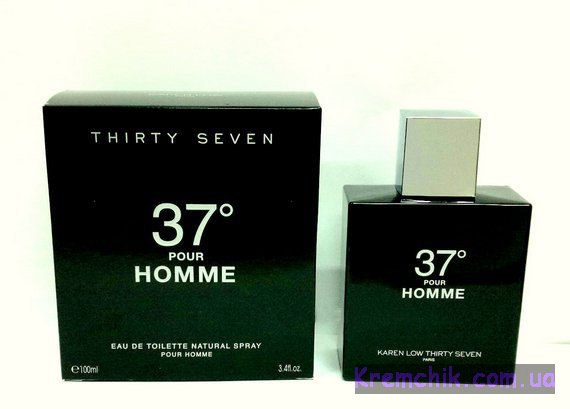 THIRTY SEVEN
37°
POUR
HOMME
EAU DE TOILETTE NATURAL SPRAY
POUR HOMME
℮100ml 3.4fl.oz.
37°
POUR
HOMME
KAREN LOW THIRTY SEVEN
PARIS
Kremchik.com.ua